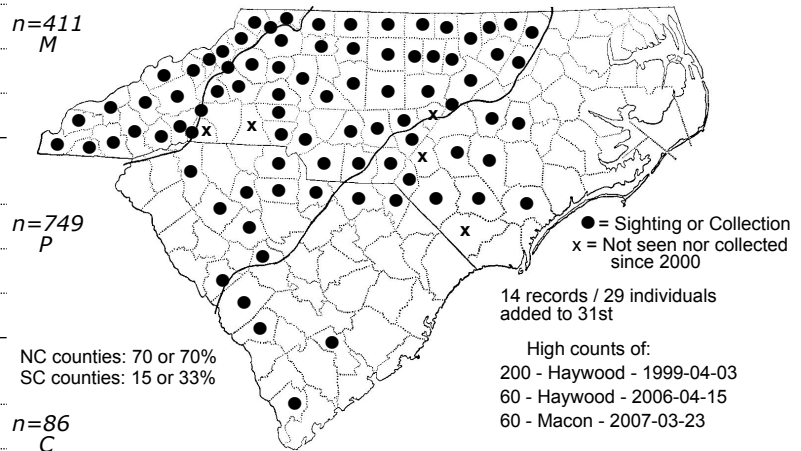 n=411
M
n=749
P
● = Sighting or Collection
x = Not seen nor collected
since 2000
14 records / 29 individuals
added to 31st
NC counties: 70 or 70%
SC counties: 15 or 33%
High counts of:
200 - Haywood - 1999-04-03
60 - Haywood - 2006-04-15
60 - Macon - 2007-03-23
n=86
C
x
x
x
x
x